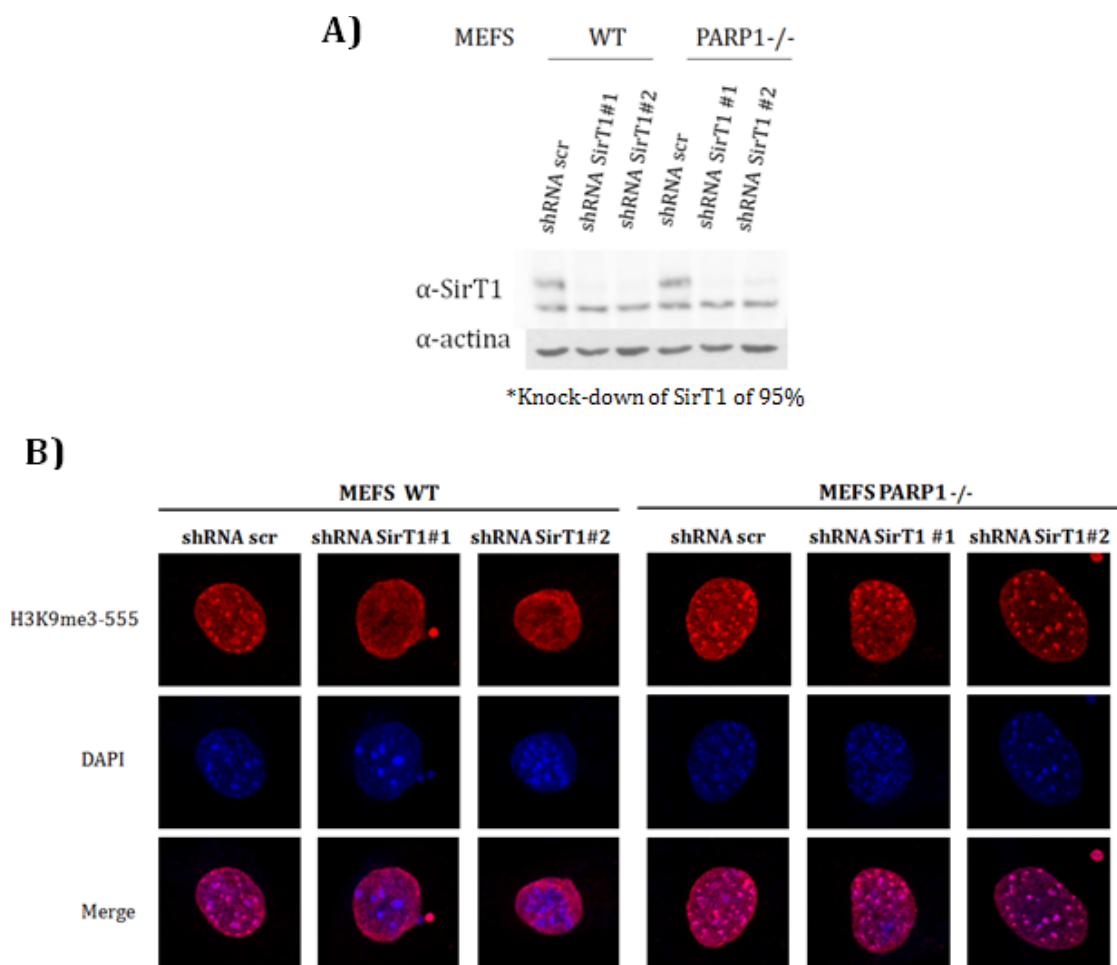 A)
MEFS WT PARP1-/-
shRNA scr
shRNA SirT1#1
shRNA SirT1#2
shRNA scr
shRNA SirT1 #1
shRNA SirT1 #2
α-SirT1
α-actina
*Knock-down of SirT1 of 95%
B)
MEFS WT MEFS PARP1 -/-
shRNA scr shRNA SirT1#1 shRNA SirT1#2 shRNA scr shRNA SirT1 #1 shRNA SirT1#2
H3K9me3-555
DAPI
Merge